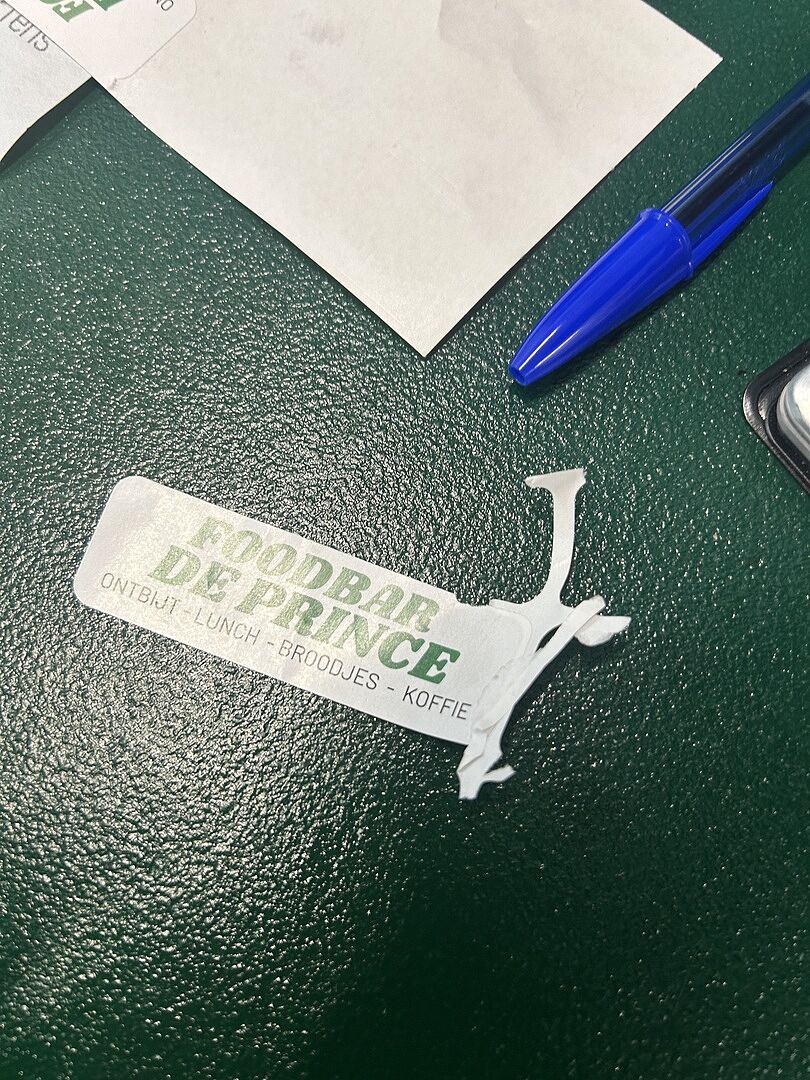 FOODBAR
DE PRINCE
ONTBIJT - LUNCH - BROODJES - KOFFIE